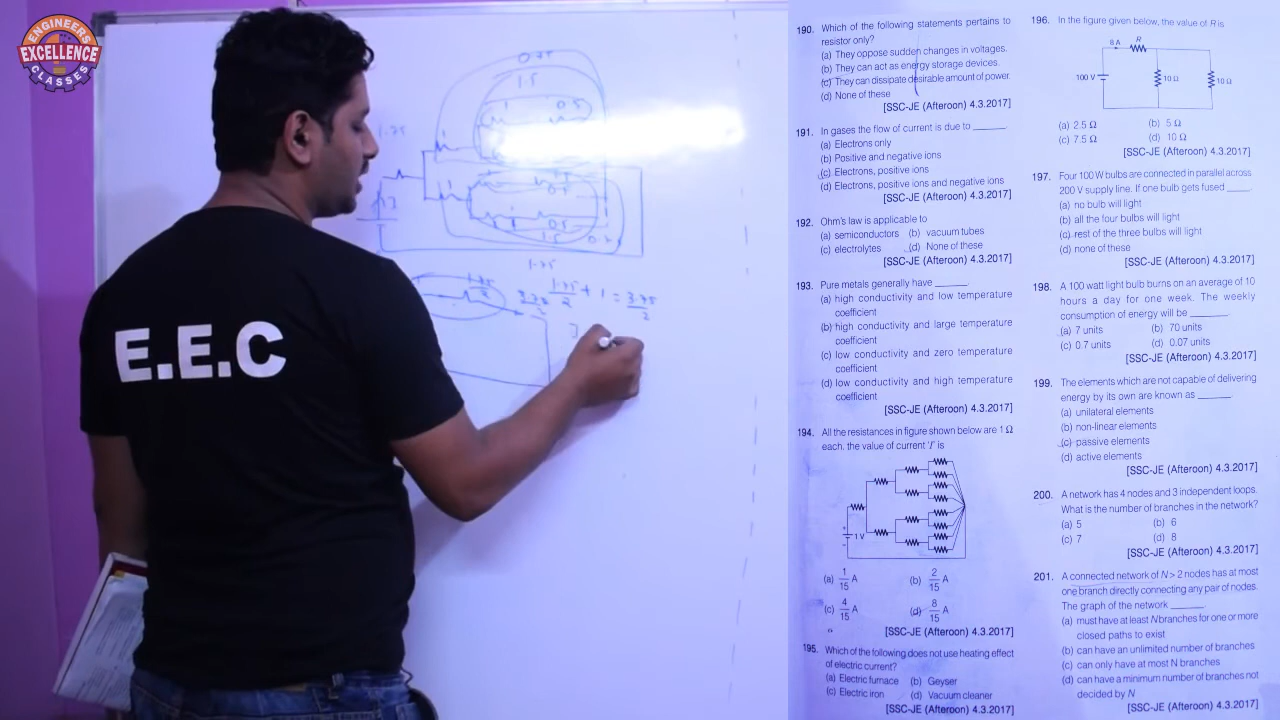 ENGINEERS
EXCELLENCE
CLASSES
E.E.C
0.75
1.5
0.5
1.75
0.5
1.5
1.75
1.75/2 + 1 = 3.75/2
190. Which of the following statements pertains to
resistor only?
(a) They oppose sudden changes in voltages.
(b) They can act as energy storage devices.
(c) They can dissipate desirable amount of power.
(d) None of these
[SSC-JE (Afteroon) 4.3.2017]
191. In gases the flow of current is due to ______
(a) Electrons only
(b) Positive and negative ions
(c) Electrons, positive ions
(d) Electrons, positive ions and negative ions
[SSC-JE (Afteroon) 4.3.2017]
192. Ohm's law is applicable to
(a) semiconductors (b) vacuum tubes
(c) electrolytes (d) None of these
[SSC-JE (Afteroon) 4.3.2017]
193. Pure metals generally have ______.
(a) high conductivity and low temperature
coefficient
(b) high conductivity and large temperature
coefficient
(c) low conductivity and zero temperature
coefficient
(d) low conductivity and high temperature
coefficient
[SSC-JE (Afteroon) 4.3.2017]
194. All the resistances in figure shown below are 1 Ω
each. the value of current 'I' is
1 V
(a) 1/15 A (b) 2/15 A
(c) 4/15 A (d) 8/15 A
[SSC-JE (Afteroon) 4.3.2017]
195. Which of the following does not use heating effect
of electric current?
(a) Electric furnace (b) Geyser
(c) Electric iron (d) Vacuum cleaner
[SSC-JE (Afteroon) 4.3.2017]
196. In the figure given below, the value of R is
8 A R
100 V 10 Ω 10 Ω
(a) 2.5 Ω (b) 5 Ω
(c) 7.5 Ω (d) 10 Ω
[SSC-JE (Afteroon) 4.3.2017]
197. Four 100 W bulbs are connected in parallel across
200 V supply line. If one bulb gets fused ____.
(a) no bulb will light
(b) all the four bulbs will light
(c) rest of the three bulbs will light
(d) none of these
[SSC-JE (Afteroon) 4.3.2017]
198. A 100 watt light bulb burns on an average of 10
hours a day for one week. The weekly
consumption of energy will be ______.
(a) 7 units (b) 70 units
(c) 0.7 units (d) 0.07 units
[SSC-JE (Afteroon) 4.3.2017]
199. The elements which are not capable of delivering
energy by its own are known as ______
(a) unilateral elements
(b) non-linear elements
(c) passive elements
(d) active elements
[SSC-JE (Afteroon) 4.3.2017]
200. A network has 4 nodes and 3 independent loops.
What is the number of branches in the network?
(a) 5 (b) 6
(c) 7 (d) 8
[SSC-JE (Afteroon) 4.3.2017]
201. A connected network of N > 2 nodes has at most
one branch directly connecting any pair of nodes.
The graph of the network ______.
(a) must have at least N branches for one or more
closed paths to exist
(b) can have an unlimited number of branches
(c) can only have at most N branches
(d) can have a minimum number of branches not
decided by N
[SSC-JE (Afteroon) 4.3.2017]